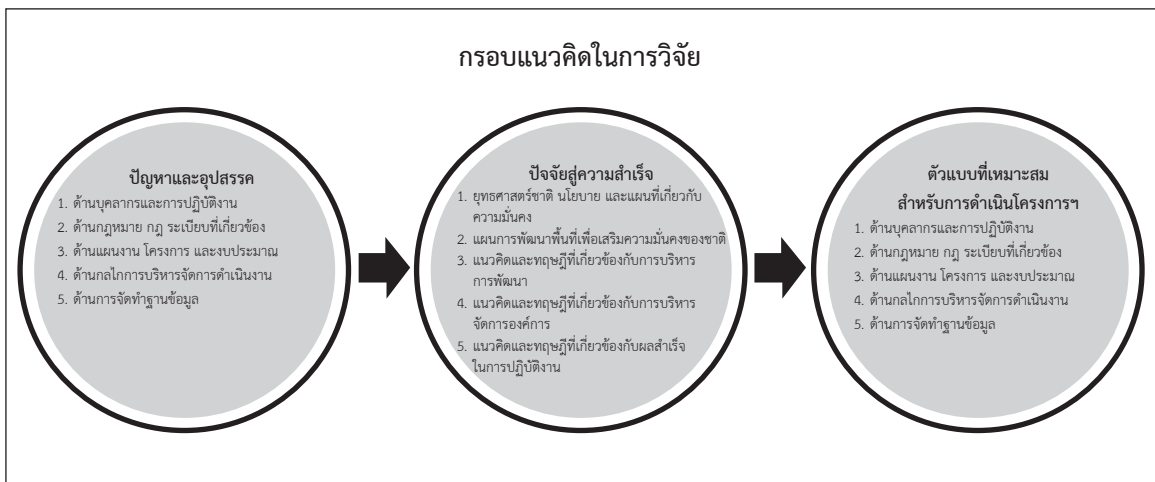 กรอบแนวคิดในการวิจัย
ปัญหาและอุปสรรค
1. ด้านบุคลากรและการปฏิบัติงาน
2. ด้านกฎหมาย กฎ ระเบียบที่เกี่ยวข้อง
3. ด้านแผนงาน โครงการ และงบประมาณ
4. ด้านกลไกการบริหารจัดการดำเนินงาน
5. ด้านการจัดทำฐานข้อมูล
ปัจจัยสู่ความสำเร็จ
1. ยุทธศาสตร์ชาติ นโยบาย และแผนที่เกี่ยวกับ
ความมั่นคง
2. แผนการพัฒนาพื้นที่เพื่อเสริมความมั่นคงของชาติ
3. แนวคิดและทฤษฎีที่เกี่ยวข้องกับการบริหาร
การพัฒนา
4. แนวคิดและทฤษฎีที่เกี่ยวข้องกับการบริหาร
จัดการองค์การ
5. แนวคิดและทฤษฎีที่เกี่ยวข้องกับผลสำเร็จ
ในการปฏิบัติงาน
ตัวแบบที่เหมาะสม
สำหรับการดำเนินโครงการฯ
1. ด้านบุคลากรและการปฏิบัติงาน
2. ด้านกฎหมาย กฎ ระเบียบที่เกี่ยวข้อง
3. ด้านแผนงาน โครงการ และงบประมาณ
4. ด้านกลไกการบริหารจัดการดำเนินงาน
5. ด้านการจัดทำฐานข้อมูล